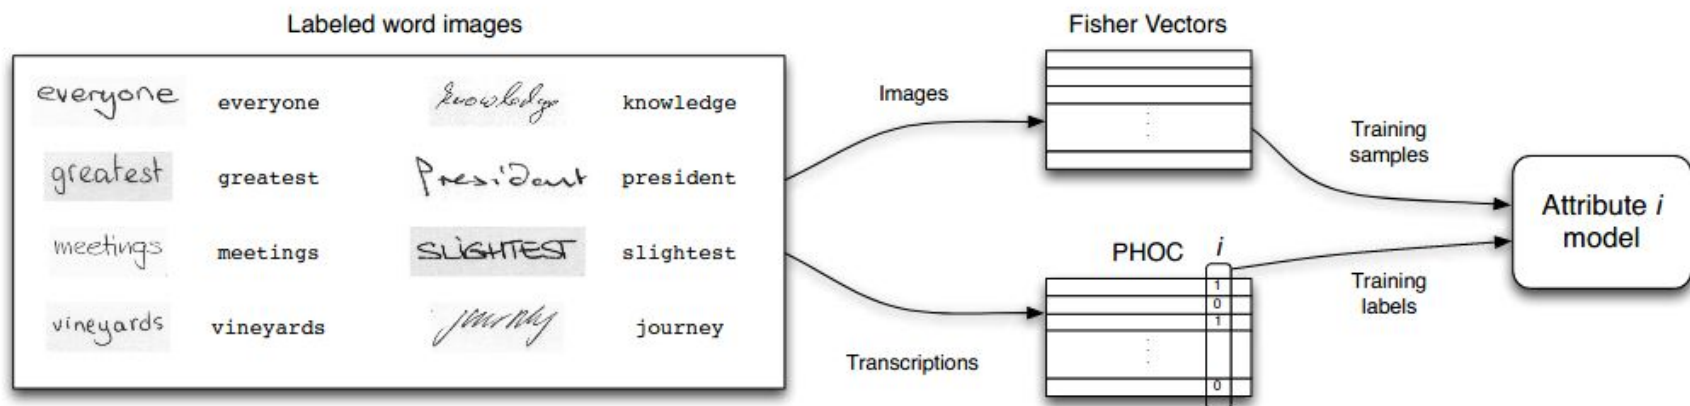 Labeled word images
Fisher Vectors
everyone everyone knowledge knowledge
greatest greatest President president
meetings meetings SLIGHTEST slightest
vineyards vineyards journey journey
Images
Transcriptions
Training
samples
PHOC i
1
0
1
0
Training
labels
Attribute i
model